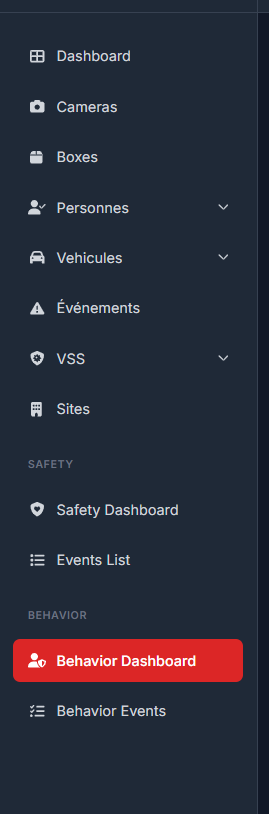 Dashboard
Cameras
Boxes
Personnes
Vehicules
Événements
VSS
Sites
SAFETY
Safety Dashboard
Events List
BEHAVIOR
Behavior Dashboard
Behavior Events